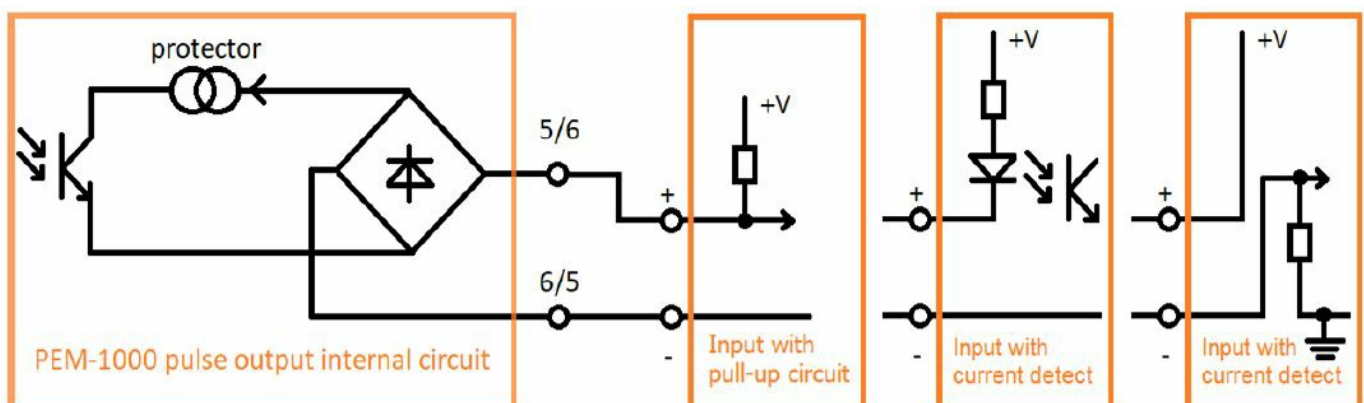 protector
5/6
6/5
PEM-1000 pulse output internal circuit
+
-
+V
Input with
pull-up circuit
+
-
+V
Input with
current detect
+
-
+V
Input with
current detect